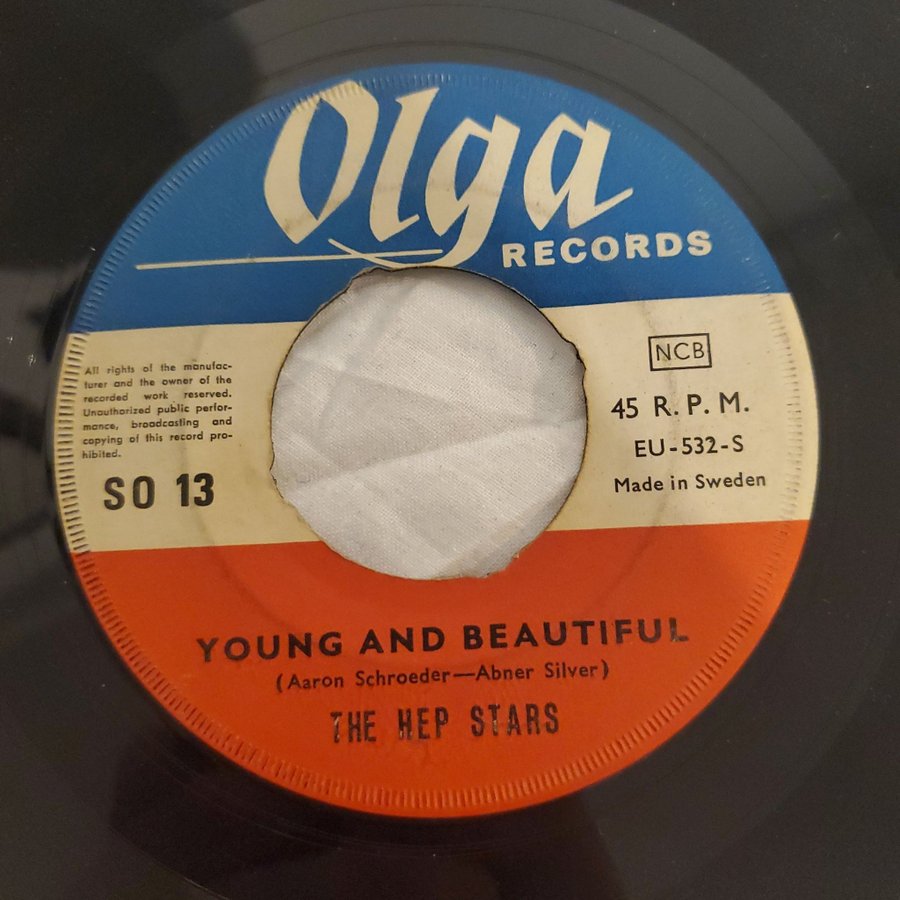 Olga
RECORDS
All rights of the manufac-
turer and the owner of the
recorded work reserved.
Unauthorized public perfor-
mance, broadcasting and
copying of this record pro-
hibited.
SO 13
NCB
45 R.P.M.
EU-532-S
Made in Sweden
YOUNG AND BEAUTIFUL
(Aaron Schroeder—Abner Silver)
THE HEP STARS